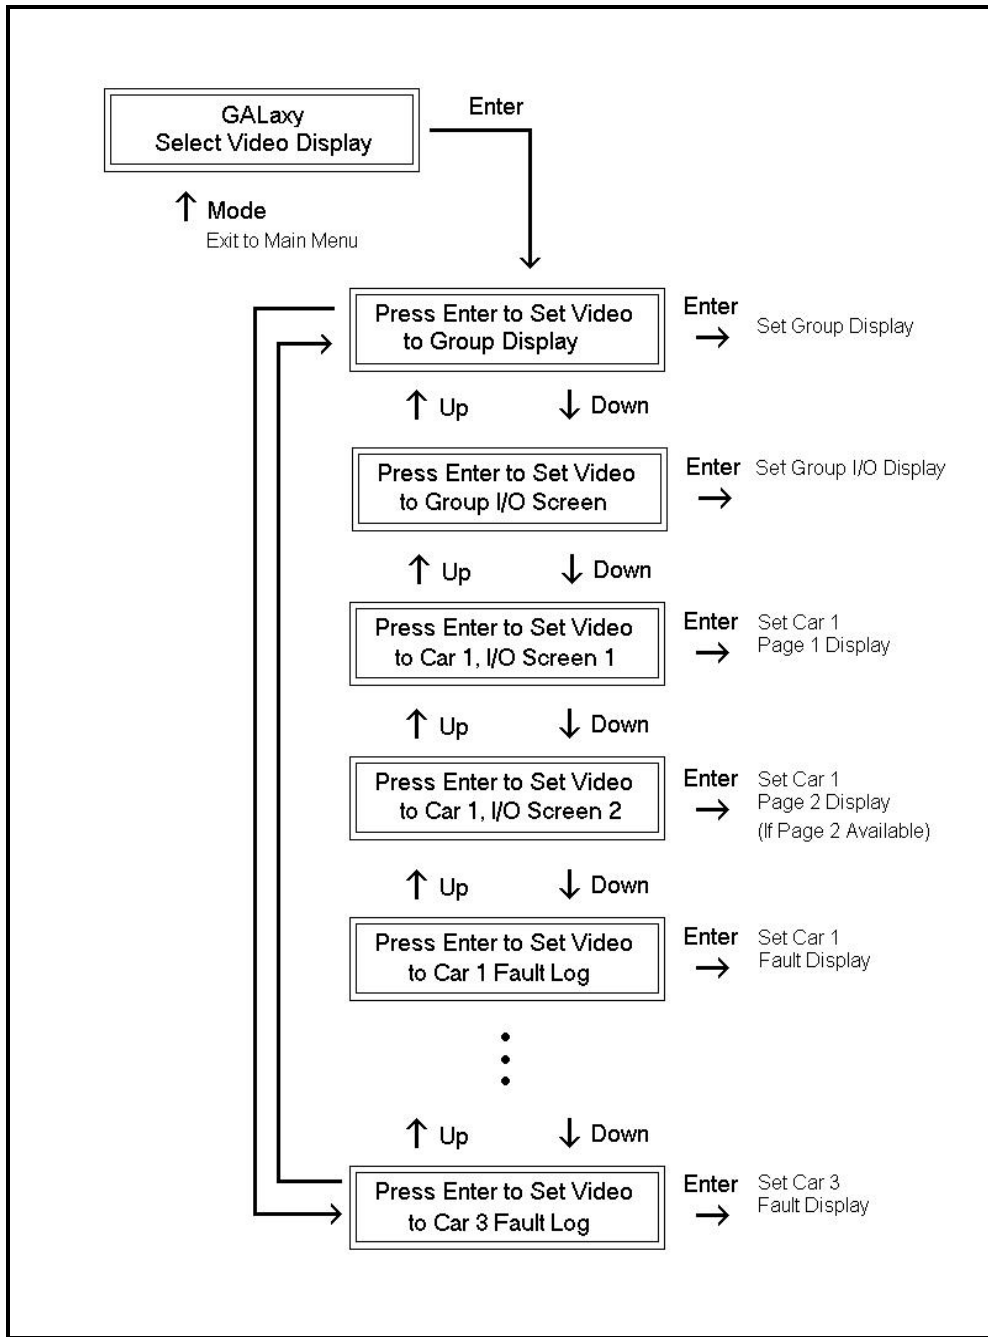 GALaxy
Select Video Display
Enter
Mode
Exit to Main Menu
Press Enter to Set Video
to Group Display
Enter
Set Group Display
Up
Down
Press Enter to Set Video
to Group I/O Screen
Enter
Set Group I/O Display
Up
Down
Press Enter to Set Video
to Car 1, I/O Screen 1
Enter
Set Car 1
Page 1 Display
Up
Down
Press Enter to Set Video
to Car 1, I/O Screen 2
Enter
Set Car 1
Page 2 Display
(If Page 2 Available)
Up
Down
Press Enter to Set Video
to Car 1 Fault Log
Enter
Set Car 1
Fault Display
Up
Down
Press Enter to Set Video
to Car 3 Fault Log
Enter
Set Car 3
Fault Display